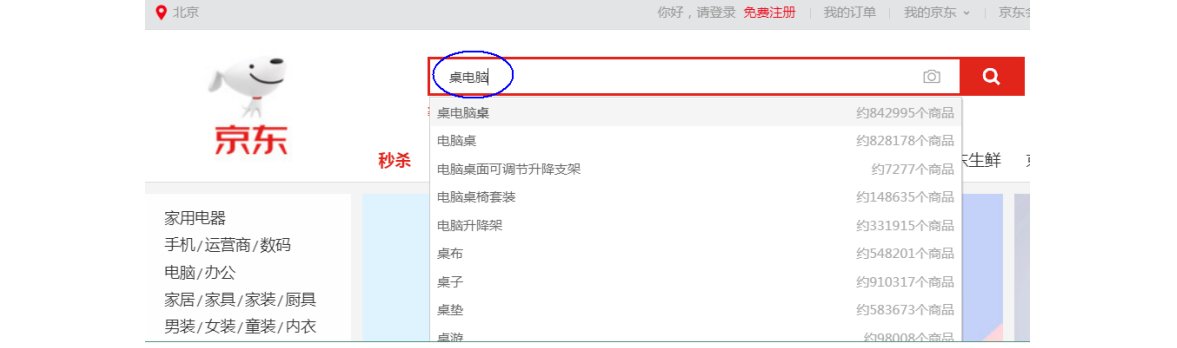 北京
你好，请登录 免费注册 我的订单 我的京东
京东
桌电脑
京东
桌电脑桌 约842995个商品
电脑桌 约828178个商品
秒杀
生鲜
电脑桌面可调节升降支架 约7277个商品
电脑桌椅套装 约148635个商品
家用电器
电脑升降架 约331915个商品
手机/运营商/数码
桌布 约548201个商品
电脑/办公
桌子 约910317个商品
家居/家具/家装/厨具
桌垫 约583673个商品
男装/女装/童装/内衣
桌游 约98008个商品